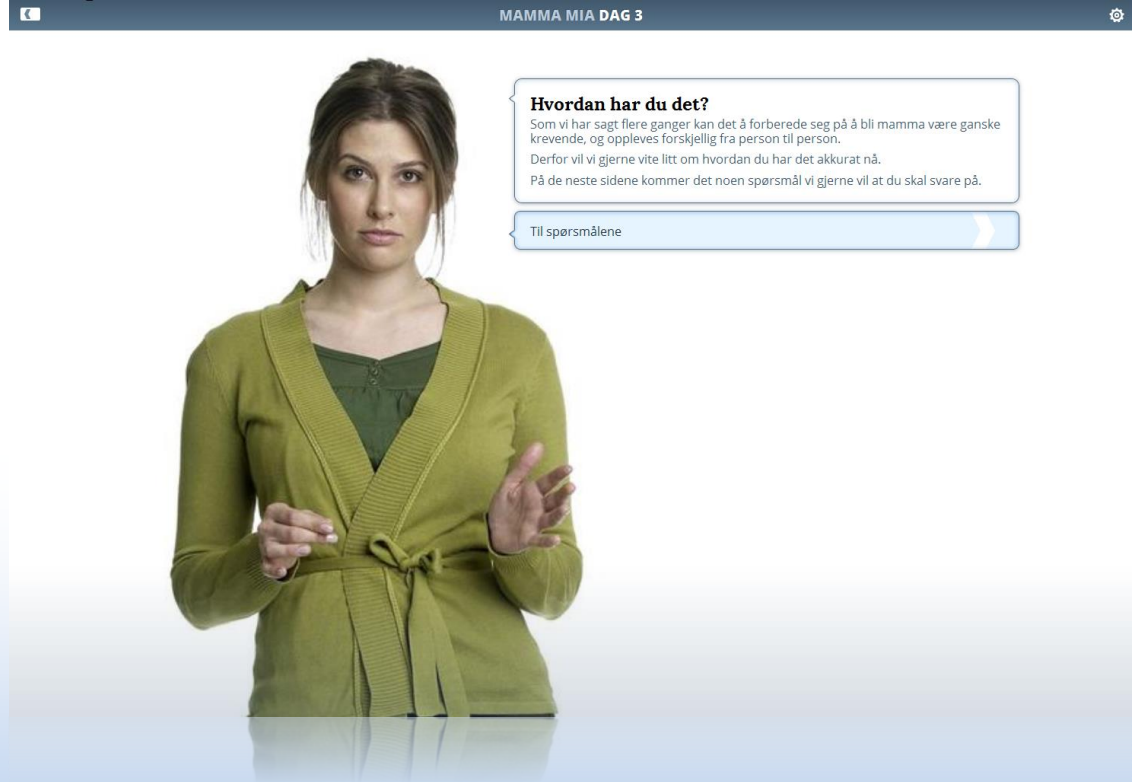 MAMMA MIA DAG 3
Hvordan har du det?
Som vi har sagt flere ganger kan det å forberede seg på å bli mamma være ganske
krevende, og oppleves forskjellig fra person til person.
Derfor vil vi gjerne vite litt om hvordan du har det akkurat nå.
På de neste sidene kommer det noen spørsmål vi gjerne vil at du skal svare på.
Til spørsmålene